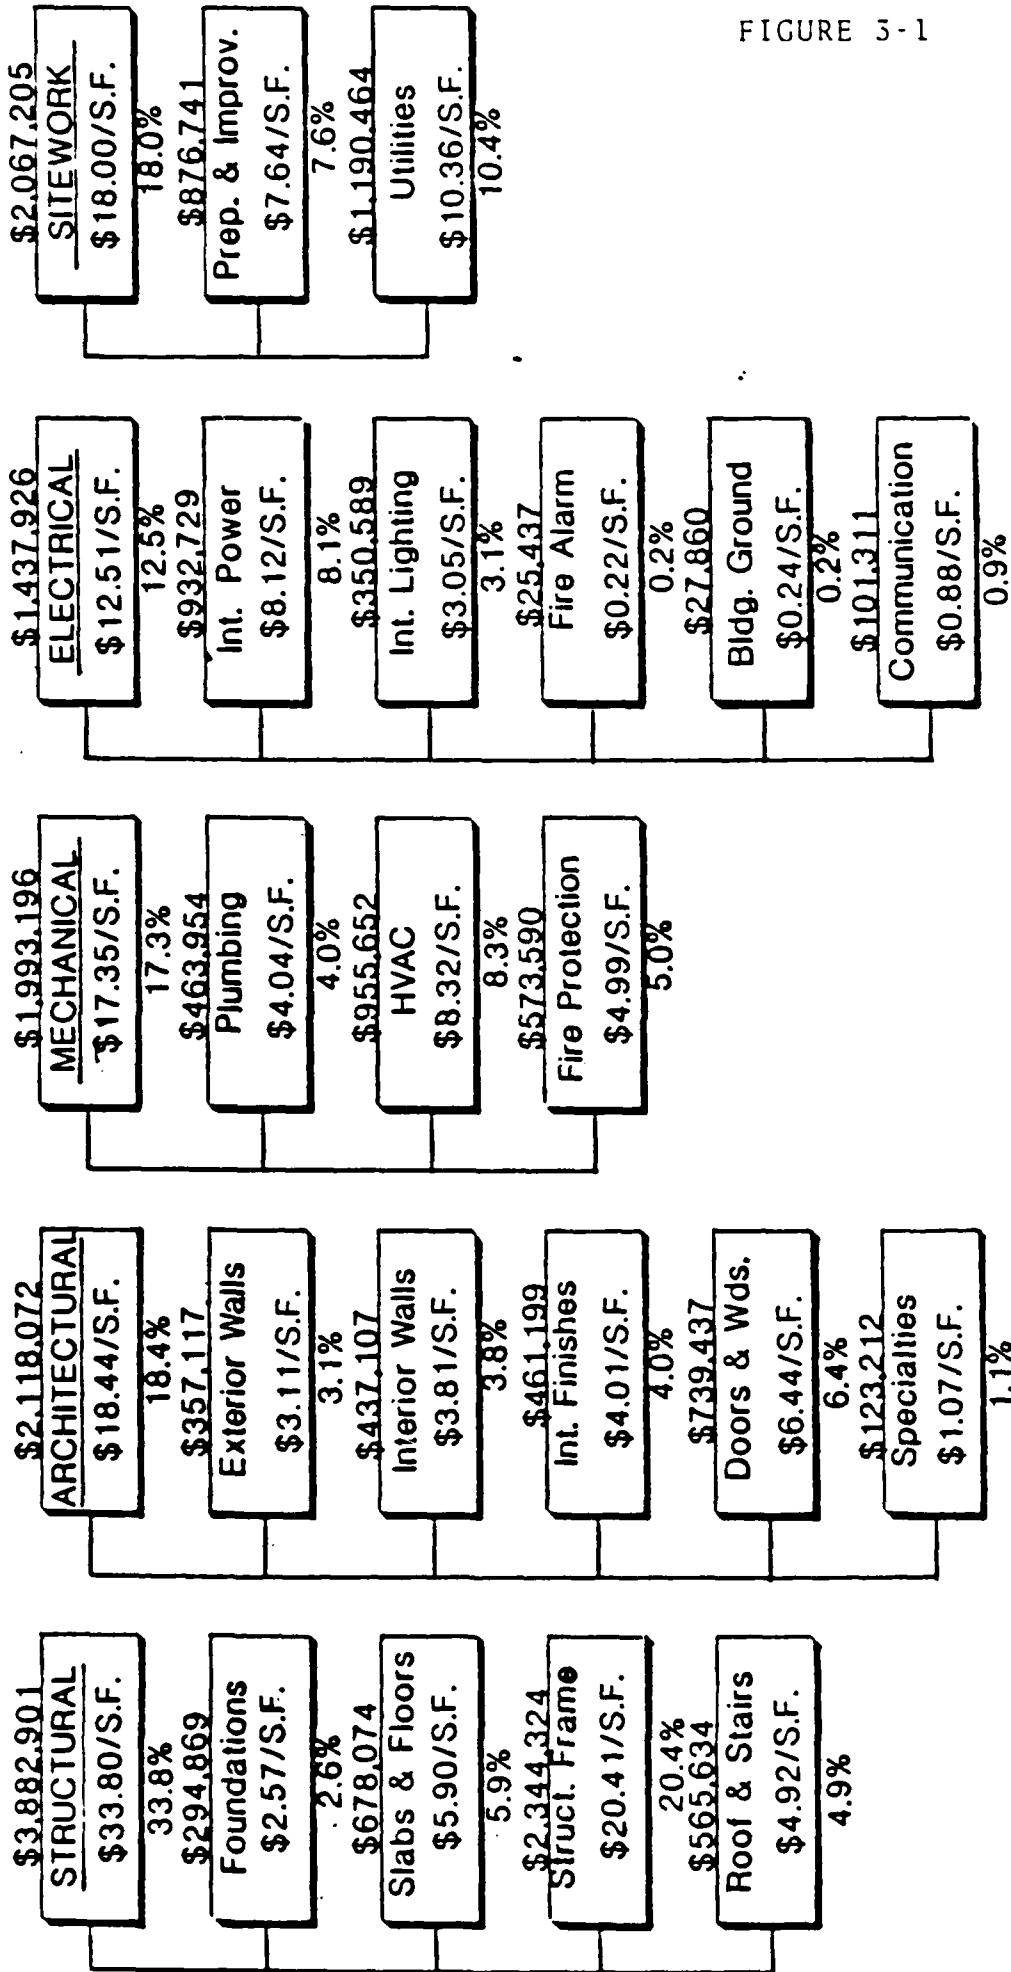 FIGURE 3-1
$3,882,901
STRUCTURAL
$33.80/S.F.
33.8%
$294,869
Foundations
$2.57/S.F.
2.6%
$678,074
Slabs & Floors
$5.90/S.F.
5.9%
$2,344,324
Struct. Frame
$20.41/S.F.
20.4%
$565,634
Roof & Stairs
$4.92/S.F.
4.9%
$2,118,072
ARCHITECTURAL
$18.44/S.F.
18.4%
$357,117
Exterior Walls
$3.11/S.F.
3.1%
$437,107
Interior Walls
$3.81/S.F.
3.8%
$461,199
Int. Finishes
$4.01/S.F.
4.0%
$739,437
Doors & Wds.
$6.44/S.F.
6.4%
$123,212
Specialties
$1.07/S.F.
1.1%
$1,993,196
MECHANICAL
$17.35/S.F.
17.3%
$463,954
Plumbing
$4.04/S.F.
4.0%
$955,652
HVAC
$8.32/S.F.
8.3%
$573,590
Fire Protection
$4.99/S.F.
5.0%
$1,437,926
ELECTRICAL
$12.51/S.F.
12.5%
$932,729
Int. Power
$8.12/S.F.
8.1%
$350,589
Int. Lighting
$3.05/S.F.
3.1%
$25,437
Fire Alarm
$0.22/S.F.
0.2%
$27,860
Bldg. Ground
$0.24/S.F.
0.2%
$101,311
Communication
$0.88/S.F.
0.9%
$2,067,205
SITEWORK
$18.00/S.F.
18.0%
$876,741
Prep. & Improv.
$7.64/S.F.
7.6%
$1,190,464
Utilities
$10.36/S.F.
10.4%